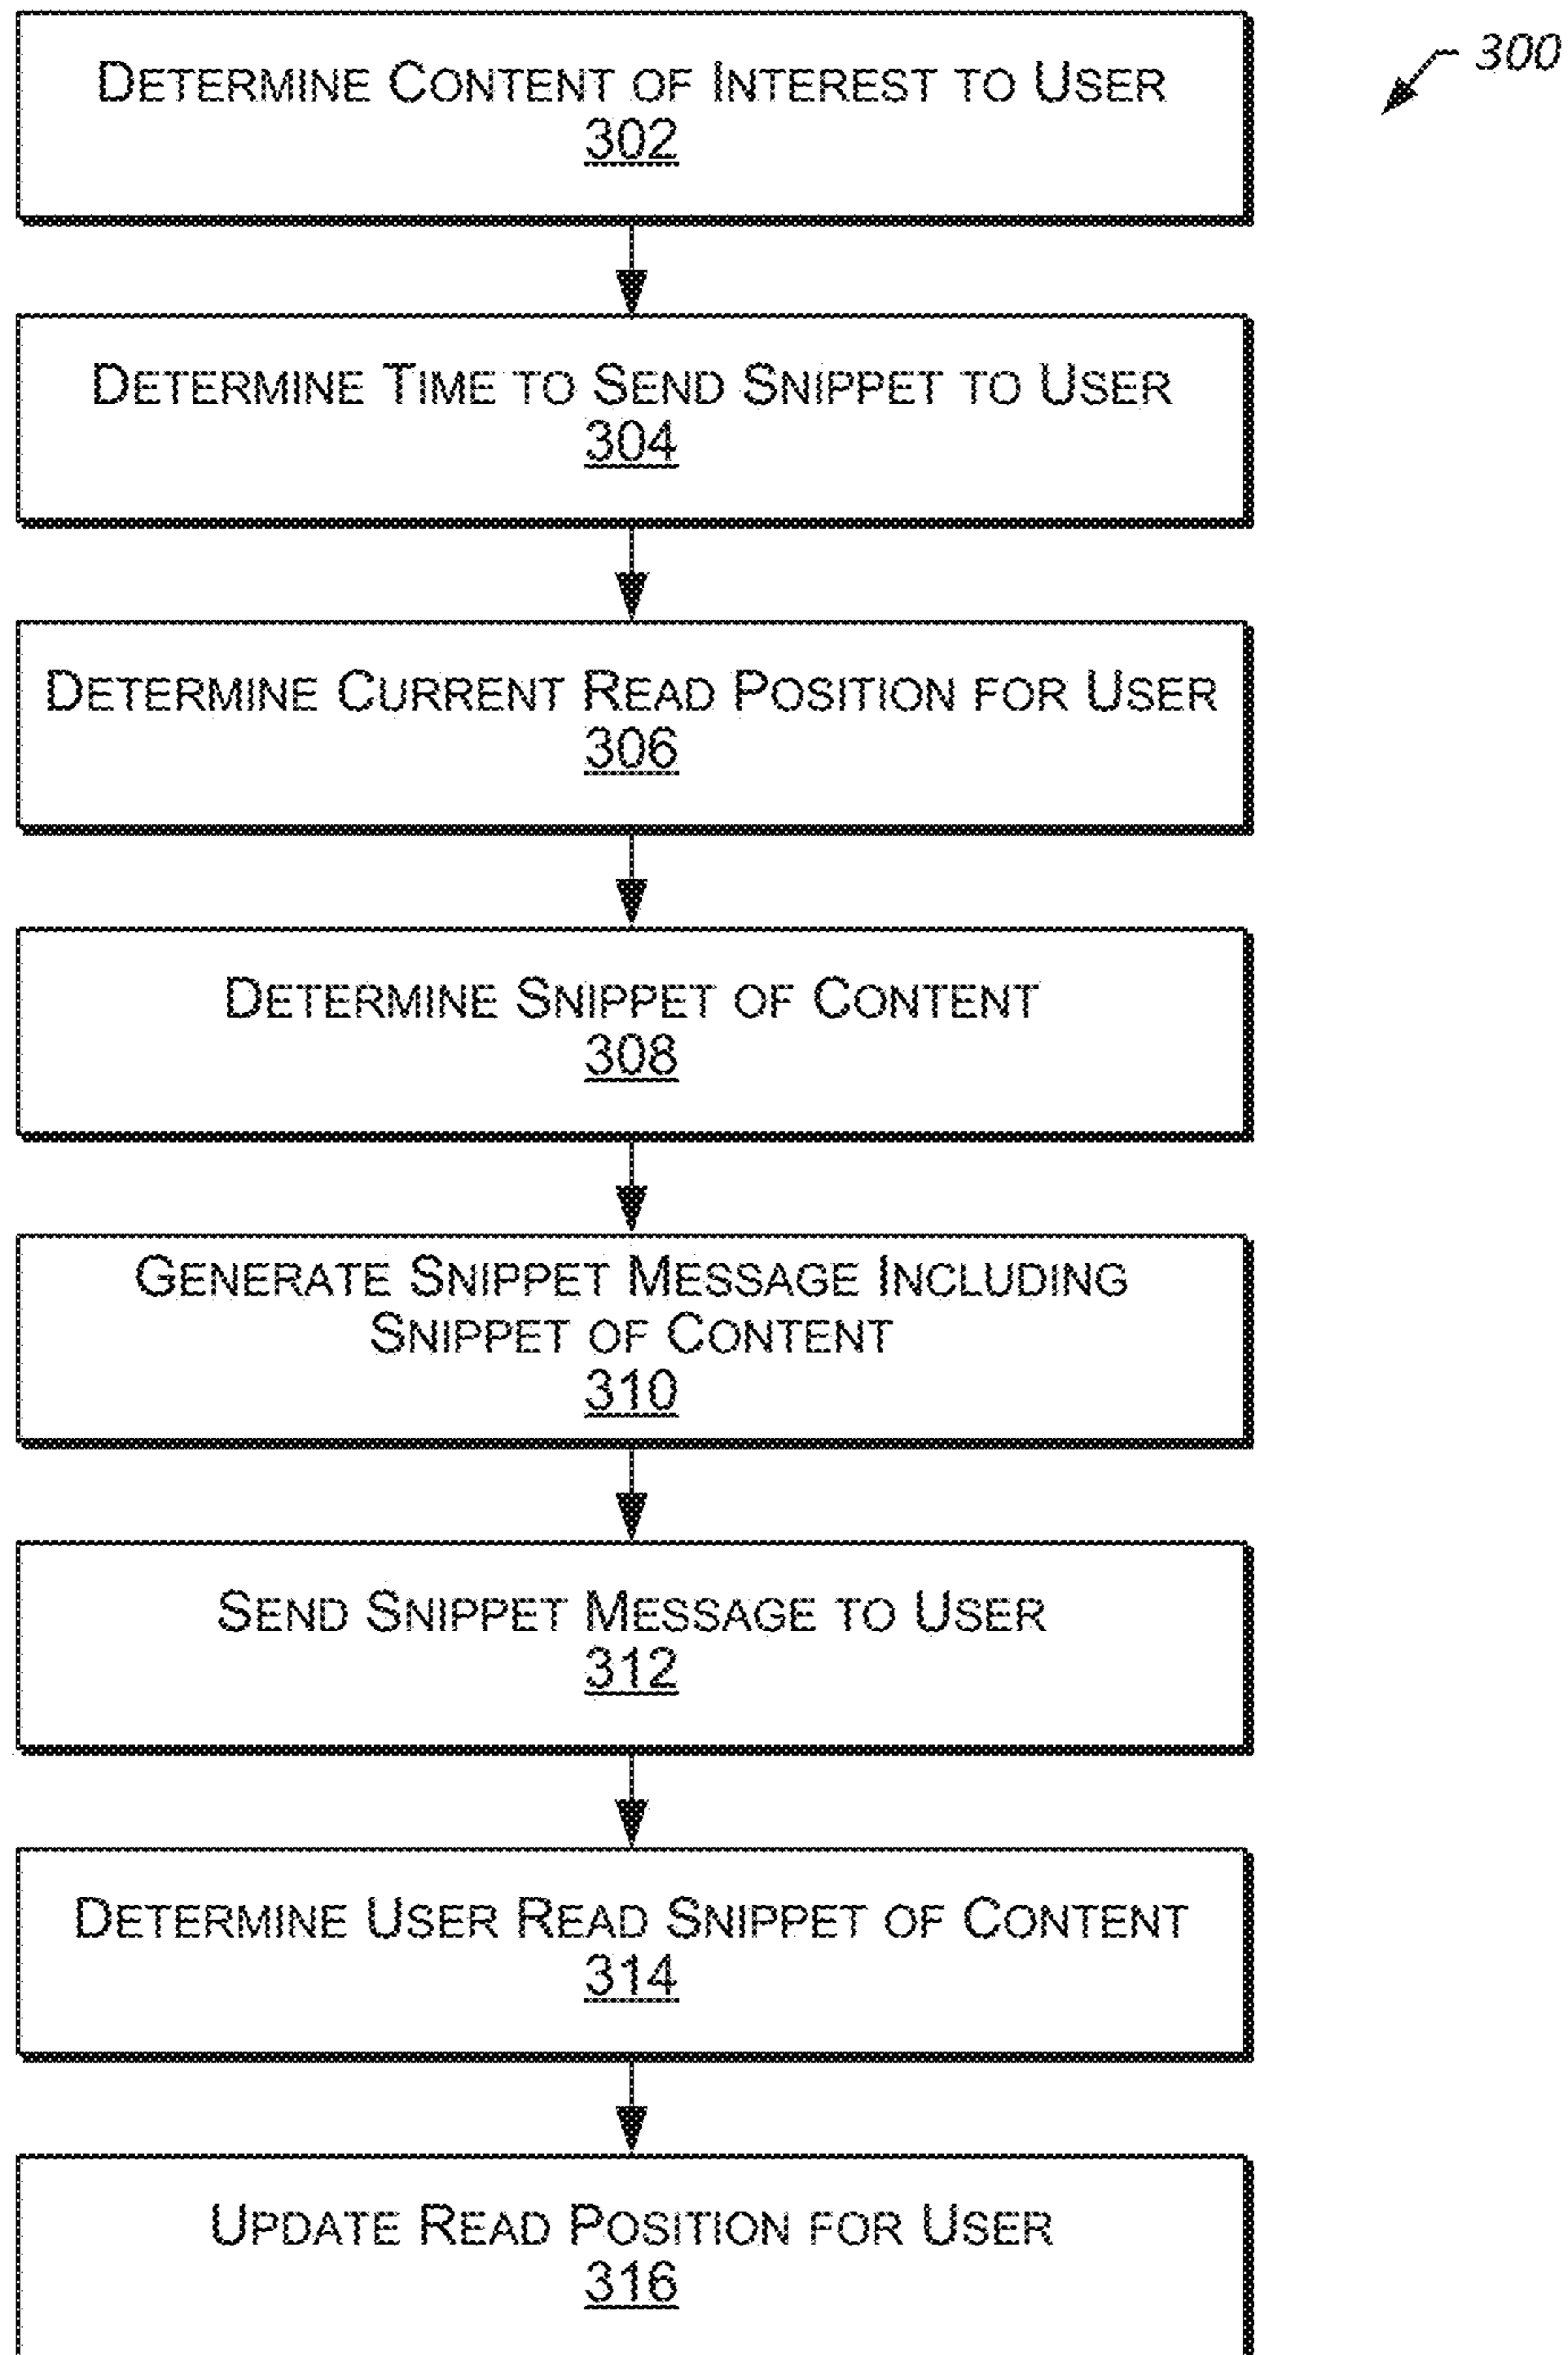 300
DETERMINE CONTENT OF INTEREST TO USER
302
DETERMINE TIME TO SEND SNIPPET TO USER
304
DETERMINE CURRENT READ POSITION FOR USER
306
DETERMINE SNIPPET OF CONTENT
308
GENERATE SNIPPET MESSAGE INCLUDING
SNIPPET OF CONTENT
310
SEND SNIPPET MESSAGE TO USER
312
DETERMINE USER READ SNIPPET OF CONTENT
314
UPDATE READ POSITION FOR USER
316